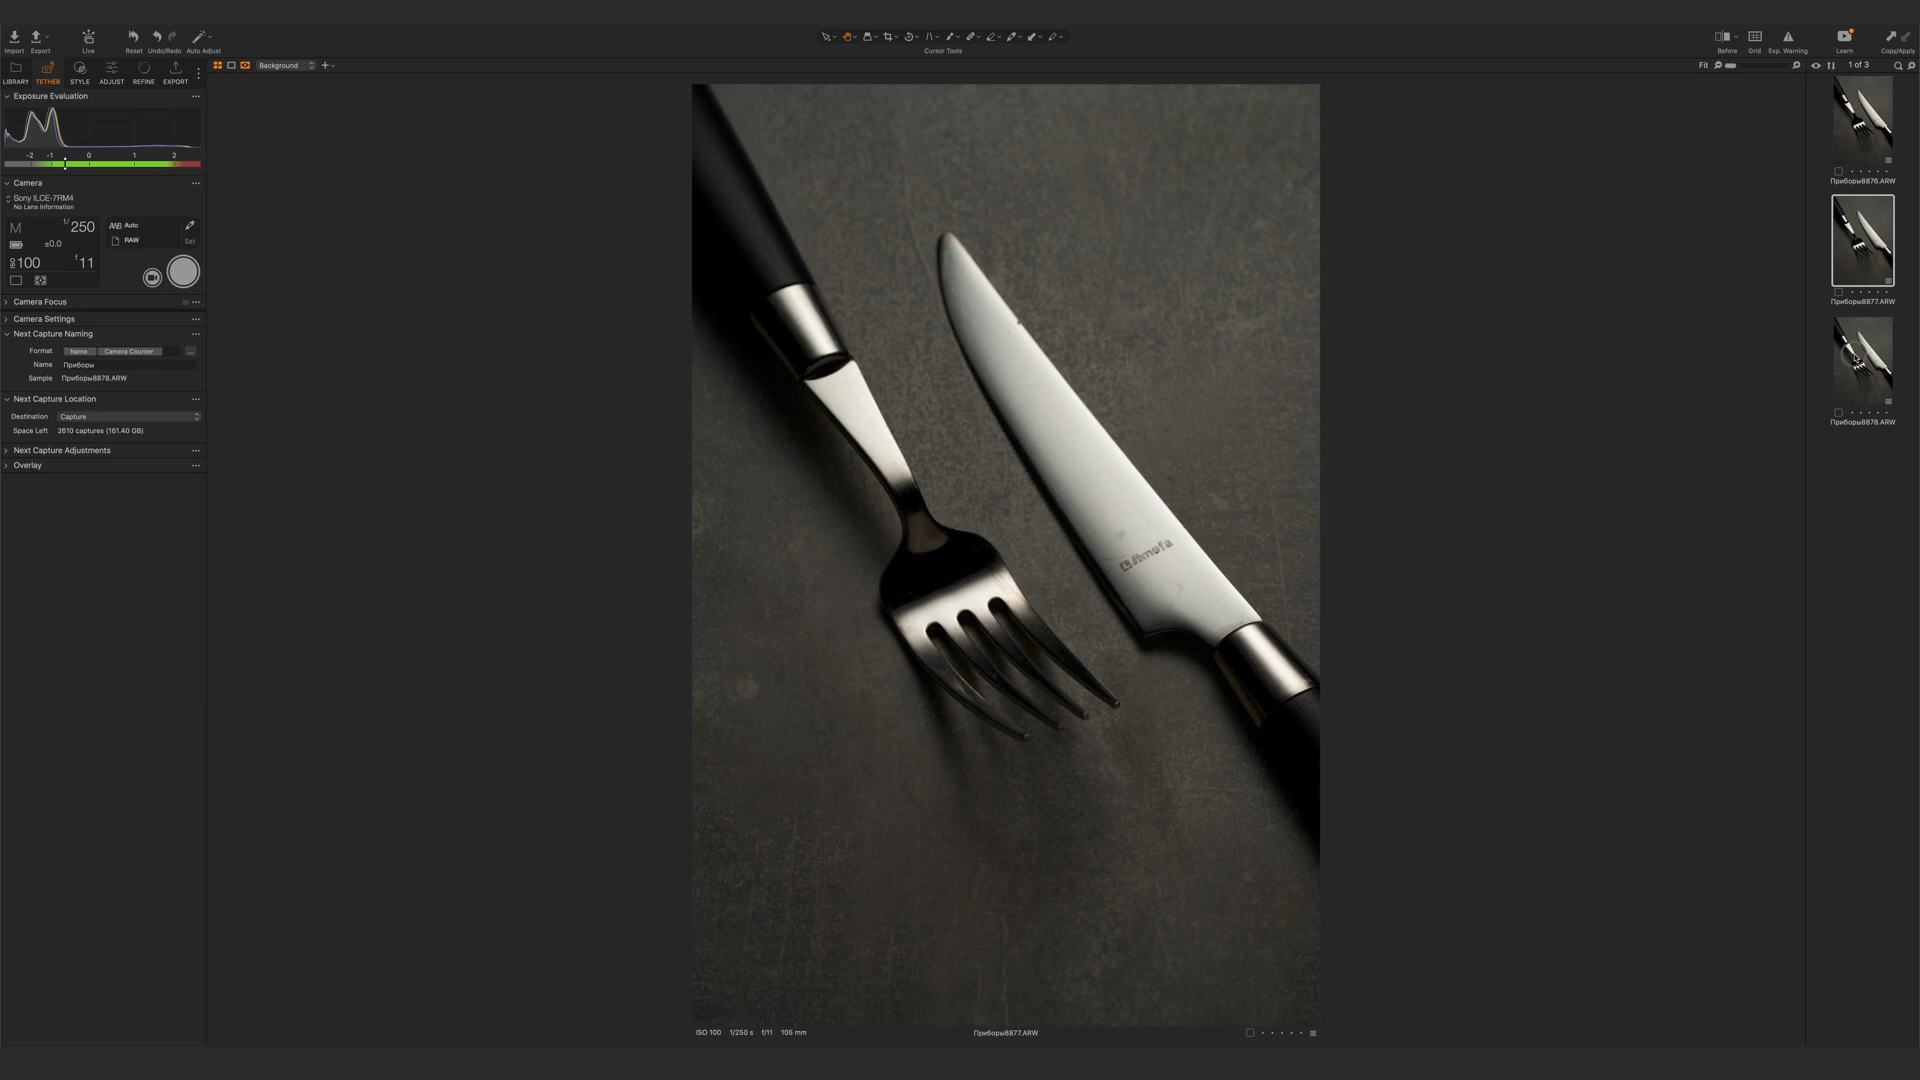 Import
Export
Live
Reset
Undo/Redo
Auto Adjust
Cursor Tools
Before
Grid
Exp. Warning
Learn
Copy/Apply
LIBRARY
TETHER
STYLE
ADJUST
REFINE
EXPORT
Background
Fit
1 of 3
Exposure Evaluation
-2 -1 0 1 2
Camera
Sony ILCE-7RM4
No Lens Information
M 1/250
AWB Auto
±0.0
RAW
Set
ISO 100 f 11
Camera Focus
Camera Settings
Next Capture Naming
Format Name Camera Counter ...
Name Приборы
Sample Приборы8878.ARW
Next Capture Location
Destination Capture
Space Left 2610 captures (161.40 GB)
Next Capture Adjustments
Overlay
Amefa
ISO 100 1/250 s f/11 105 mm
Приборы8877.ARW
Приборы8876.ARW
Приборы8877.ARW
Приборы8878.ARW